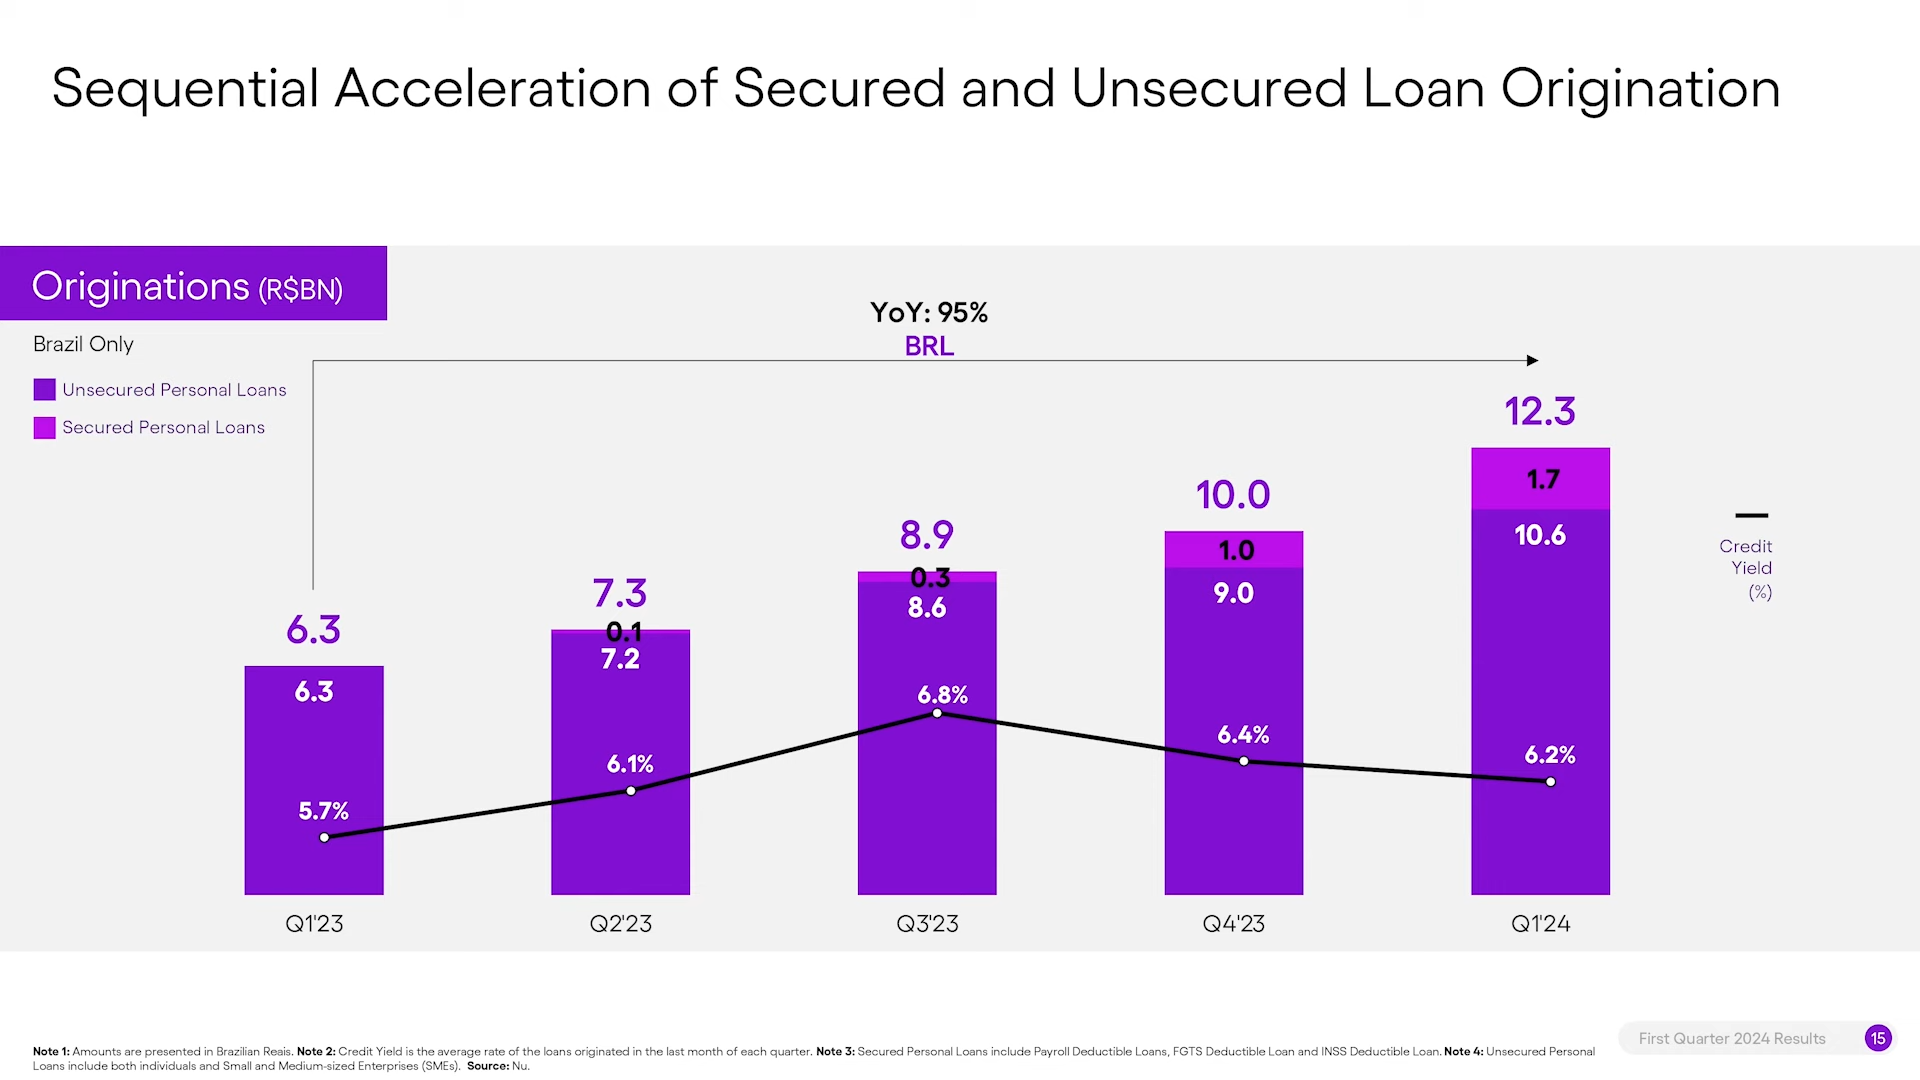 Sequential Acceleration of Secured and Unsecured Loan Origination
Originations (R$BN)
Brazil Only
Unsecured Personal Loans
Secured Personal Loans
YoY: 95%
BRL
6.3
6.3
5.7%
7.3
0.1
7.2
6.1%
8.9
0.3
8.6
6.8%
10.0
1.0
9.0
6.4%
12.3
1.7
10.6
6.2%
Credit
Yield
(%)
Q1'23
Q2'23
Q3'23
Q4'23
Q1'24
Note 1: Amounts are presented in Brazilian Reais. Note 2: Credit Yield is the average rate of the loans originated in the last month of each quarter. Note 3: Secured Personal Loans include Payroll Deductible Loans, FGTS Deductible Loan and INSS Deductible Loan. Note 4: Unsecured Personal
Loans include both individuals and Small and Medium-sized Enterprises (SMEs). Source: Nu.
First Quarter 2024 Results 15